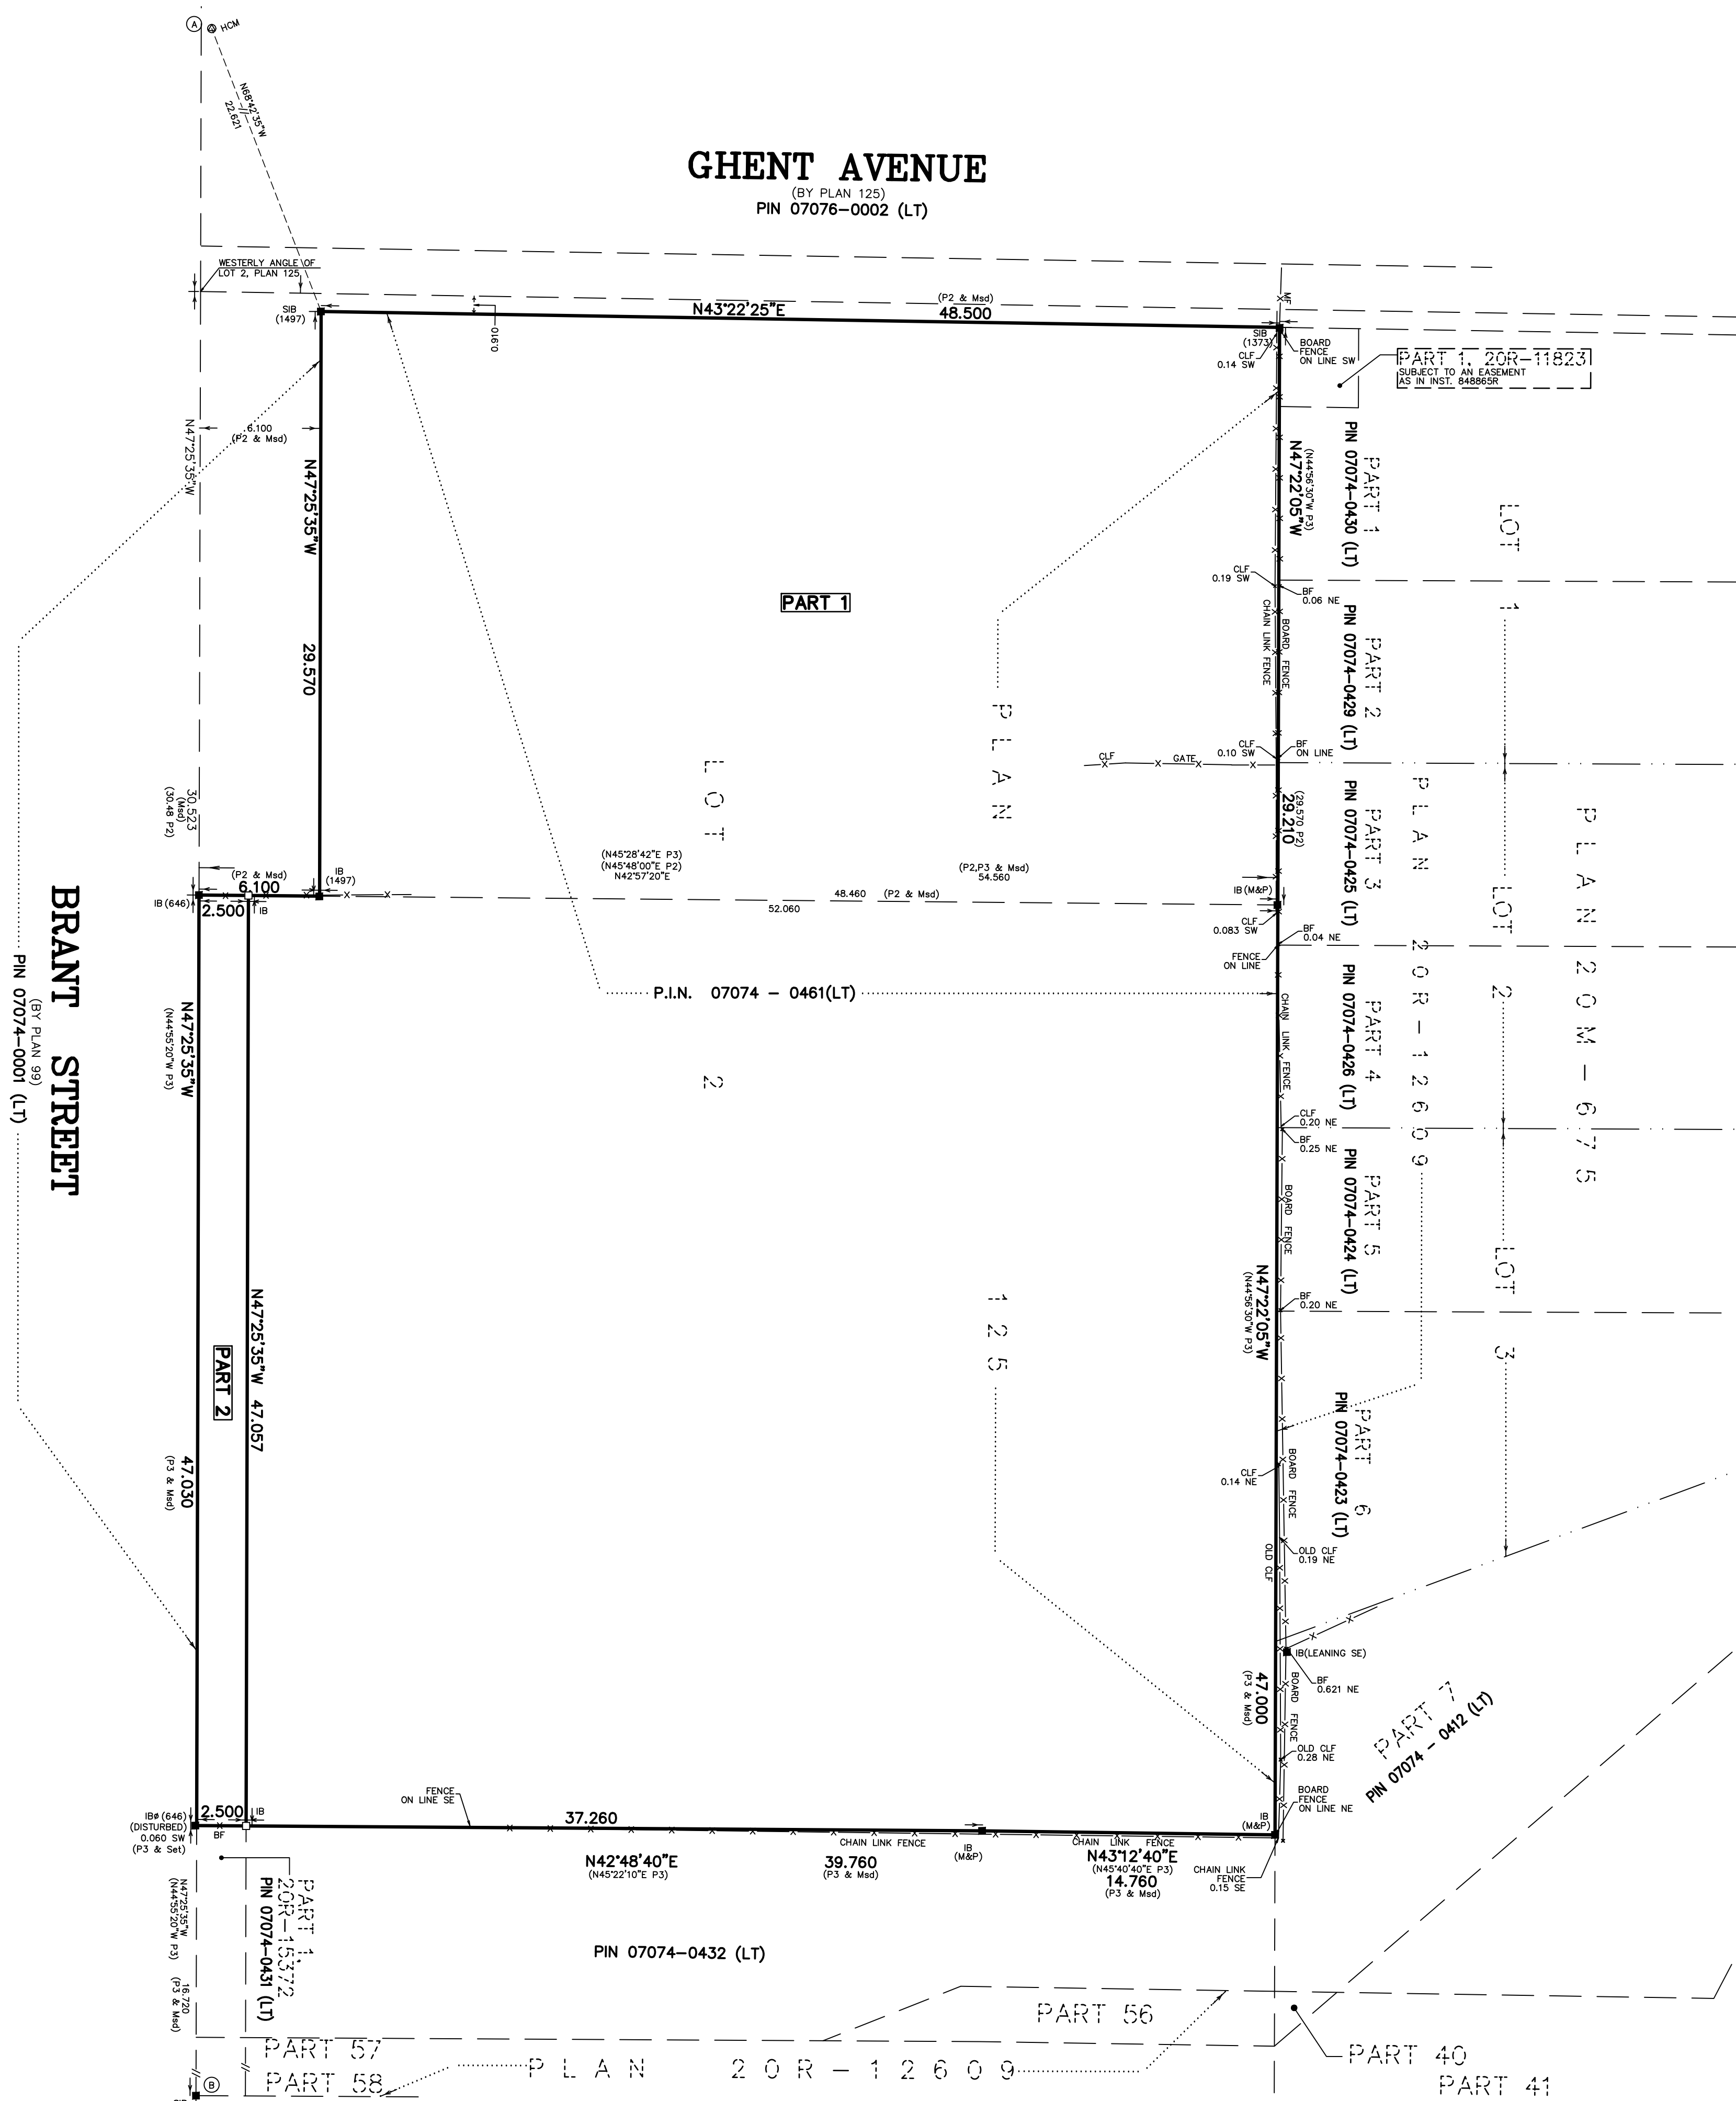 A
HCM
N68°42'35"W
22.621
GHENT AVENUE
(BY PLAN 125)
PIN 07076-0002 (LT)
WESTERLY ANGLE OF
LOT 2, PLAN 125
SIB
(1497)
N43°22'25"E
(P2 & Msd)
48.500
0.910
MF
SIB
(1373)
CLF
0.14 SW
BOARD
FENCE
ON LINE SW
PART 1, 20R-11823
SUBJECT TO AN EASEMENT
AS IN INST. 848865R
6.100
(P2 & Msd)
N47°25'35"W
N47°25'35"W
29.570
30.523
(Msd)
(30.48 P2)
PART 1
N47°22'05"W
(N44°56'30"W P3)
PIN 07074-0430 (LT)
PART 1
LOT 1
CLF
0.19 SW
BF
0.06 NE
CHAIN LINK FENCE
BOARD FENCE
PIN 07074-0429 (LT)
PART 2
CLF
0.10 SW
BF
ON LINE
CLF
GATE
29.210
(29.570 P2)
PIN 07074-0425 (LT)
PART 3
LOT 2
PLAN 125
PLAN 20R-12609
PLAN 20M-675
(N45°28'42"E P3)
(N45°48'00"E P2)
N42°57'20"E
(P2,P3 & Msd)
54.560
48.460 (P2 & Msd)
52.060
IB (M&P)
CLF
0.083 SW
BF
0.04 NE
FENCE
ON LINE
(P2 & Msd)
6.100
IB
(1497)
IB (646)
2.500
IB
P.I.N. 07074 - 0461(LT)
LOT 2
CHAIN LINK FENCE
PIN 07074-0426 (LT)
PART 4
CLF
0.20 NE
BF
0.25 NE
BOARD FENCE
PIN 07074-0424 (LT)
PART 5
BF
0.20 NE
LOT 3
BRANT STREET
(BY PLAN 99)
PIN 07074-0001 (LT)
N47°25'35"W
(N44°55'20"W P3)
N47°25'35"W 47.057
PART 2
47.030
(P3 & Msd)
N47°22'05"W
(N44°56'30"W P3)
PIN 07074-0423 (LT)
PART 6
CLF
0.14 NE
BOARD FENCE
OLD CLF
OLD CLF
0.19 NE
IB(LEANING SE)
BF
0.621 NE
47.000
(P3 & Msd)
BOARD FENCE
OLD CLF
0.28 NE
PART 7
PIN 07074 - 0412 (LT)
BOARD
FENCE
ON LINE NE
IB
(M&P)
IBø (646)
(DISTURBED)
0.060 SW
(P3 & Set)
2.500
BF
IB
FENCE
ON LINE SE
37.260
CHAIN LINK FENCE
IB
(M&P)
CHAIN LINK FENCE
N42°48'40"E
(N45°22'10"E P3)
39.760
(P3 & Msd)
N43°12'40"E
(N45°40'40"E P3)
14.760
(P3 & Msd)
CHAIN LINK
FENCE
0.15 SE
N47°25'35"W
(N44°55'20"W P3)
16.720
(P3 & Msd)
PART 1,
20R-15372
PIN 07074-0431 (LT)
PIN 07074-0432 (LT)
PART 56
PART 57
PART 58
PLAN 20R-12609
PART 40
PART 41
B